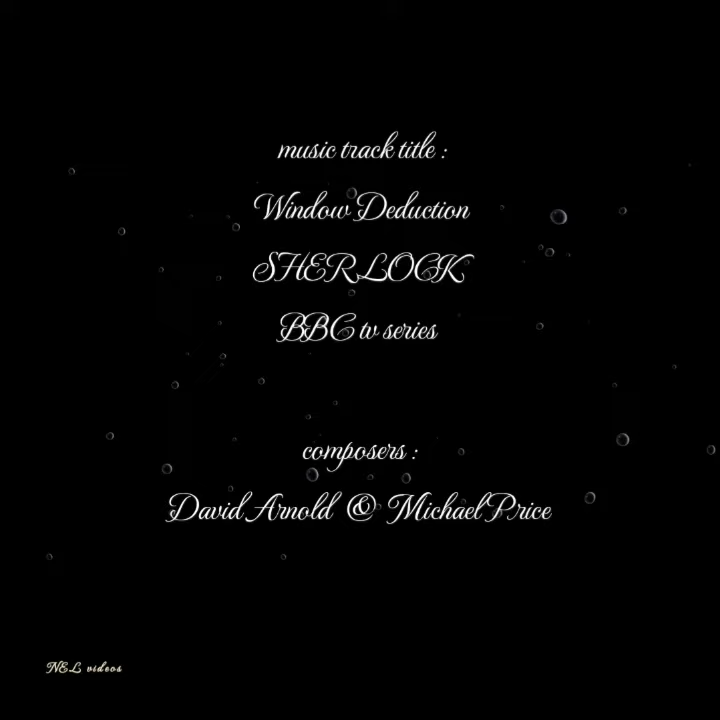 music track title :
Window Deduction
SHERLOCK
BBC tv series
composers :
David Arnold & Michael Price
NEL videos